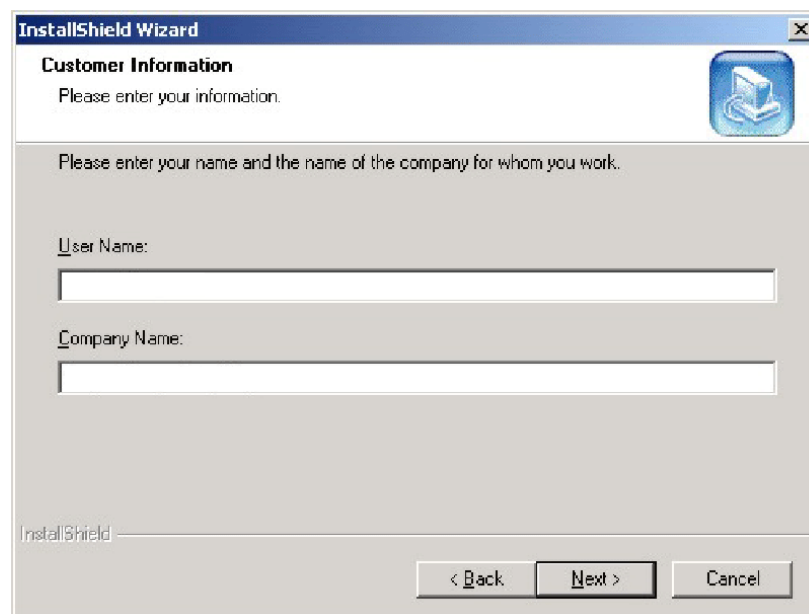 InstallShield Wizard
Customer Information
Please enter your information.
Please enter your name and the name of the company for whom you work.
User Name:
Company Name:
InstallShield
< Back Next > Cancel